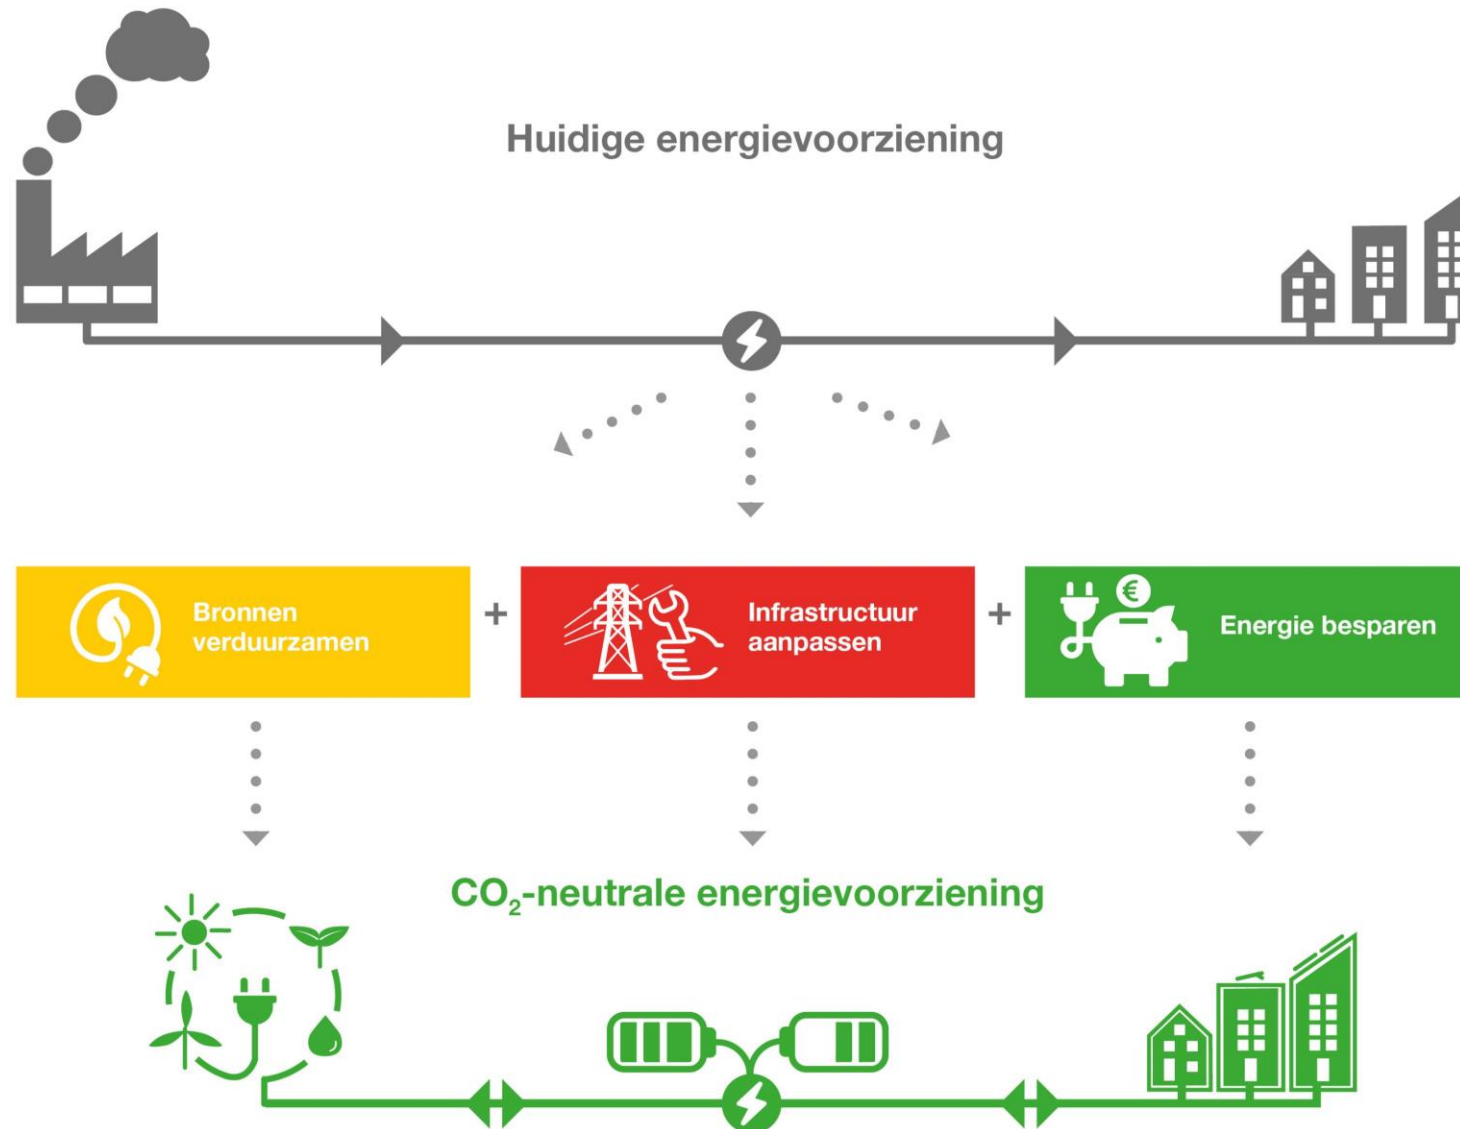 Huidige energievoorziening
Bronnen
verduurzamen
+
Infrastructuur
aanpassen
+
€
Energie besparen
CO₂-neutrale energievoorziening